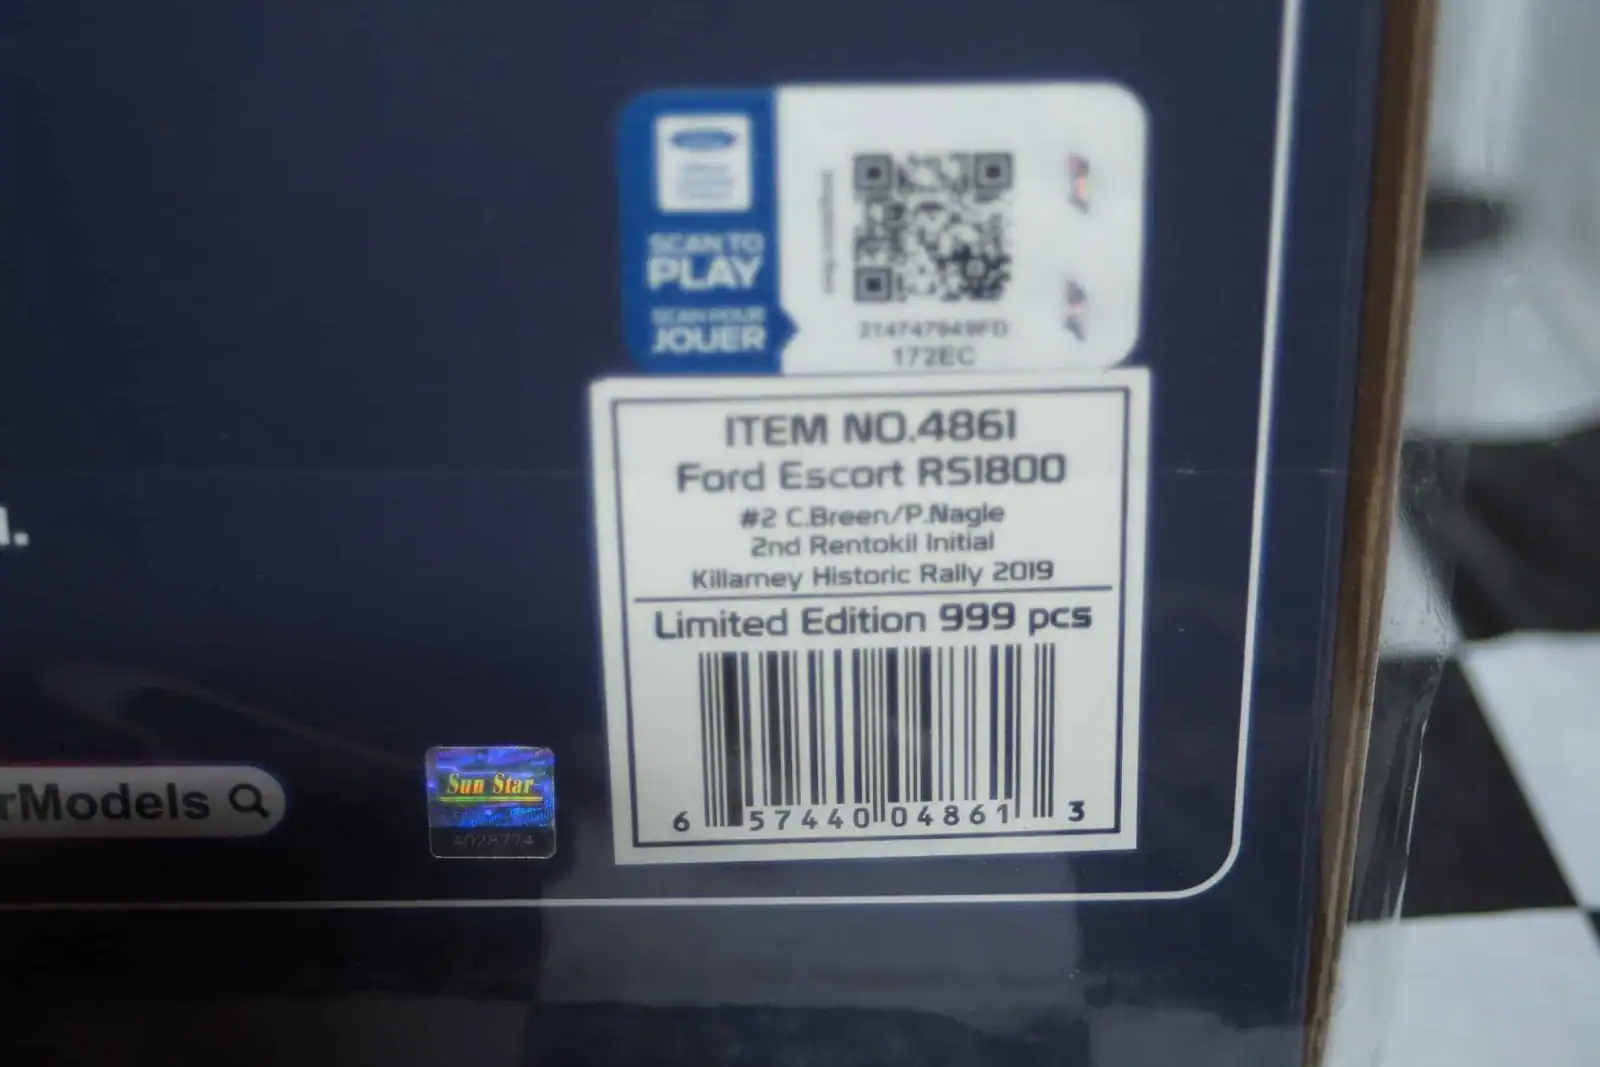 SCAN TO
PLAY
SCAN POUR
JOUER
214747949FD
172EC
ITEM NO.4861
Ford Escort RS1800
#2 C.Breen/P.Nagle
2nd Rentokil Initial
Killarney Historic Rally 2019
Limited Edition 999 pcs
6 57440 04861 3
rModels
Sun Star
A028774